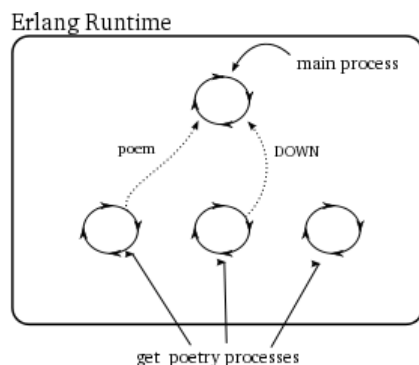 Erlang Runtime
main process
poem
DOWN
get poetry processes